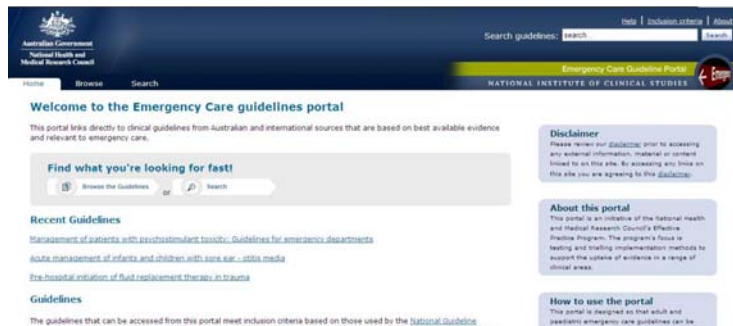 Help | Inclusion criteria | About
Search guidelines: search... Search
Australian Government
National Health and
Medical Research Council
Emergency Care Guideline Portal
NATIONAL INSTITUTE OF CLINICAL STUDIES
Home Browse Search
Welcome to the Emergency Care guidelines portal
This portal links directly to clinical guidelines from Australian and international sources that are based on best available evidence
and relevant to emergency care.
Find what you're looking for fast!
Browse the Guidelines or Search
Recent Guidelines
Management of patients with psychostimulant toxicity: Guidelines for emergency departments
Acute management of infants and children with sore ear - otitis media
Pre-hospital initiation of fluid replacement therapy in trauma
Guidelines
The guidelines that can be accessed from this portal meet inclusion criteria based on those used by the National Guideline
Disclaimer
Please review our disclaimer prior to accessing
any external information, material or content
linked to on this site. By accessing any links on
this site you are agreeing to this disclaimer.
About this portal
This portal is an initiative of the National Health
and Medical Research Council's Effective
Practice Program. The program's focus is
testing and trialling implementation methods to
support the uptake of evidence in a range of
clinical areas.
How to use the portal
This portal is designed so that adult and
paediatric emergency care guidelines can be